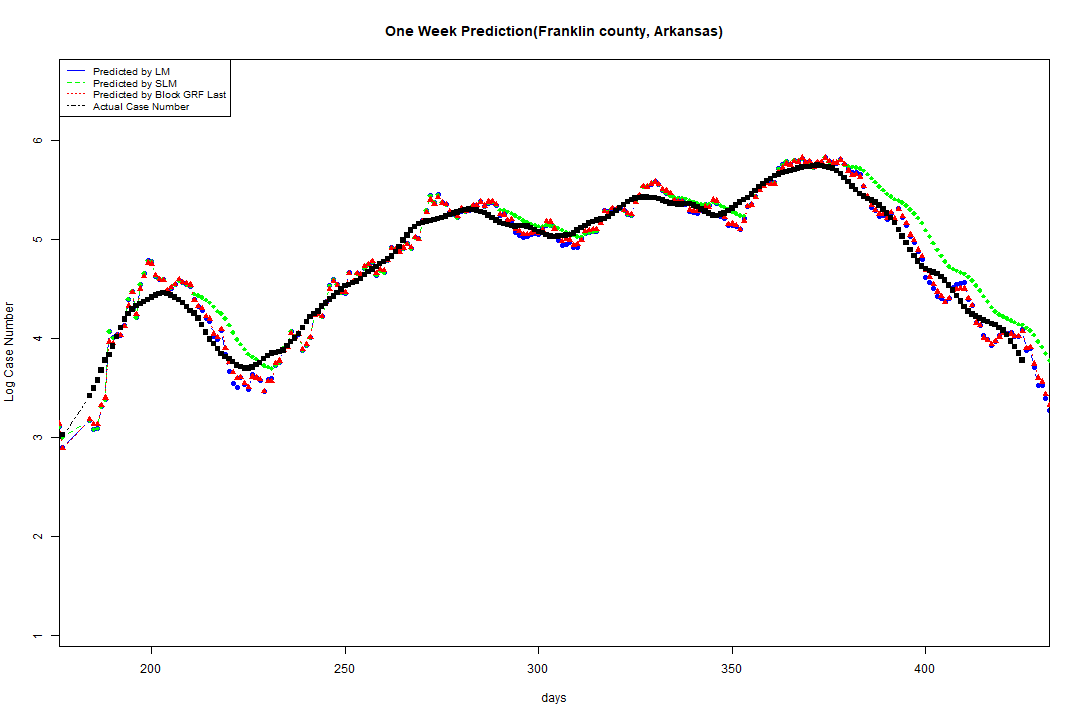 One Week Prediction(Franklin county, Arkansas)
Predicted by LM
Predicted by SLM
Predicted by Block GRF Last
Actual Case Number
6
5
4
3
2
1
Log Case Number
200 250 300 350 400
days